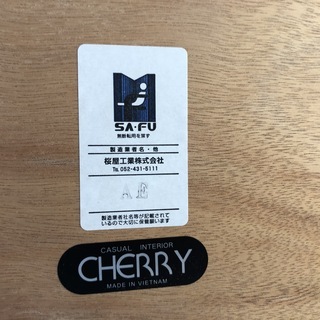 SA·FU
無断転用を禁ず
製造業者名・他
桜屋工業株式会社
℡ 052-431-5111
AE
製造業者社名等が記載されて
いるので大切に保管願います
CASUAL INTERIOR
CHERRY
MADE IN VIETNAM